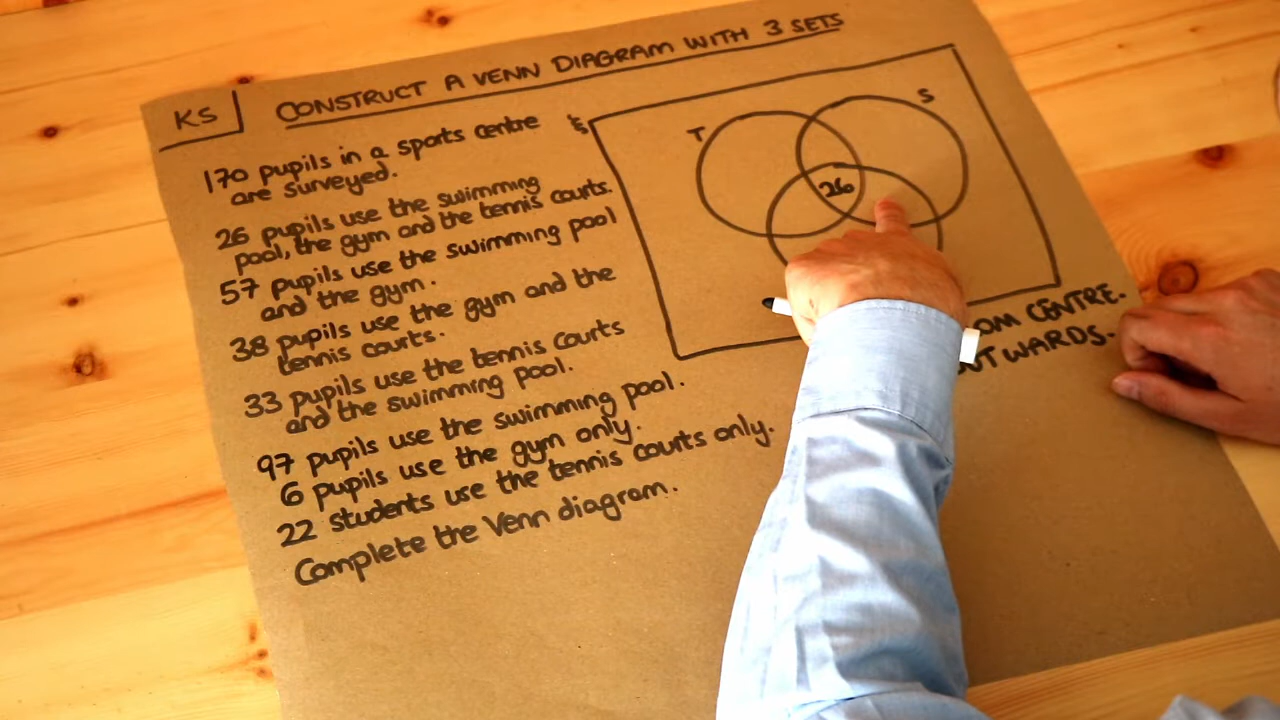 KS
CONSTRUCT A VENN DIAGRAM WITH 3 SETS
170 pupils in a sports centre
are surveyed.
26 pupils use the swimming
pool, the gym and the tennis courts.
57 pupils use the swimming pool
and the gym.
38 pupils use the gym and the
tennis courts.
33 pupils use the tennis courts
and the swimming pool.
97 pupils use the swimming pool.
6 pupils use the gym only.
22 students use the tennis courts only.
Complete the Venn diagram.
ξ
T
S
26
CENTRE.